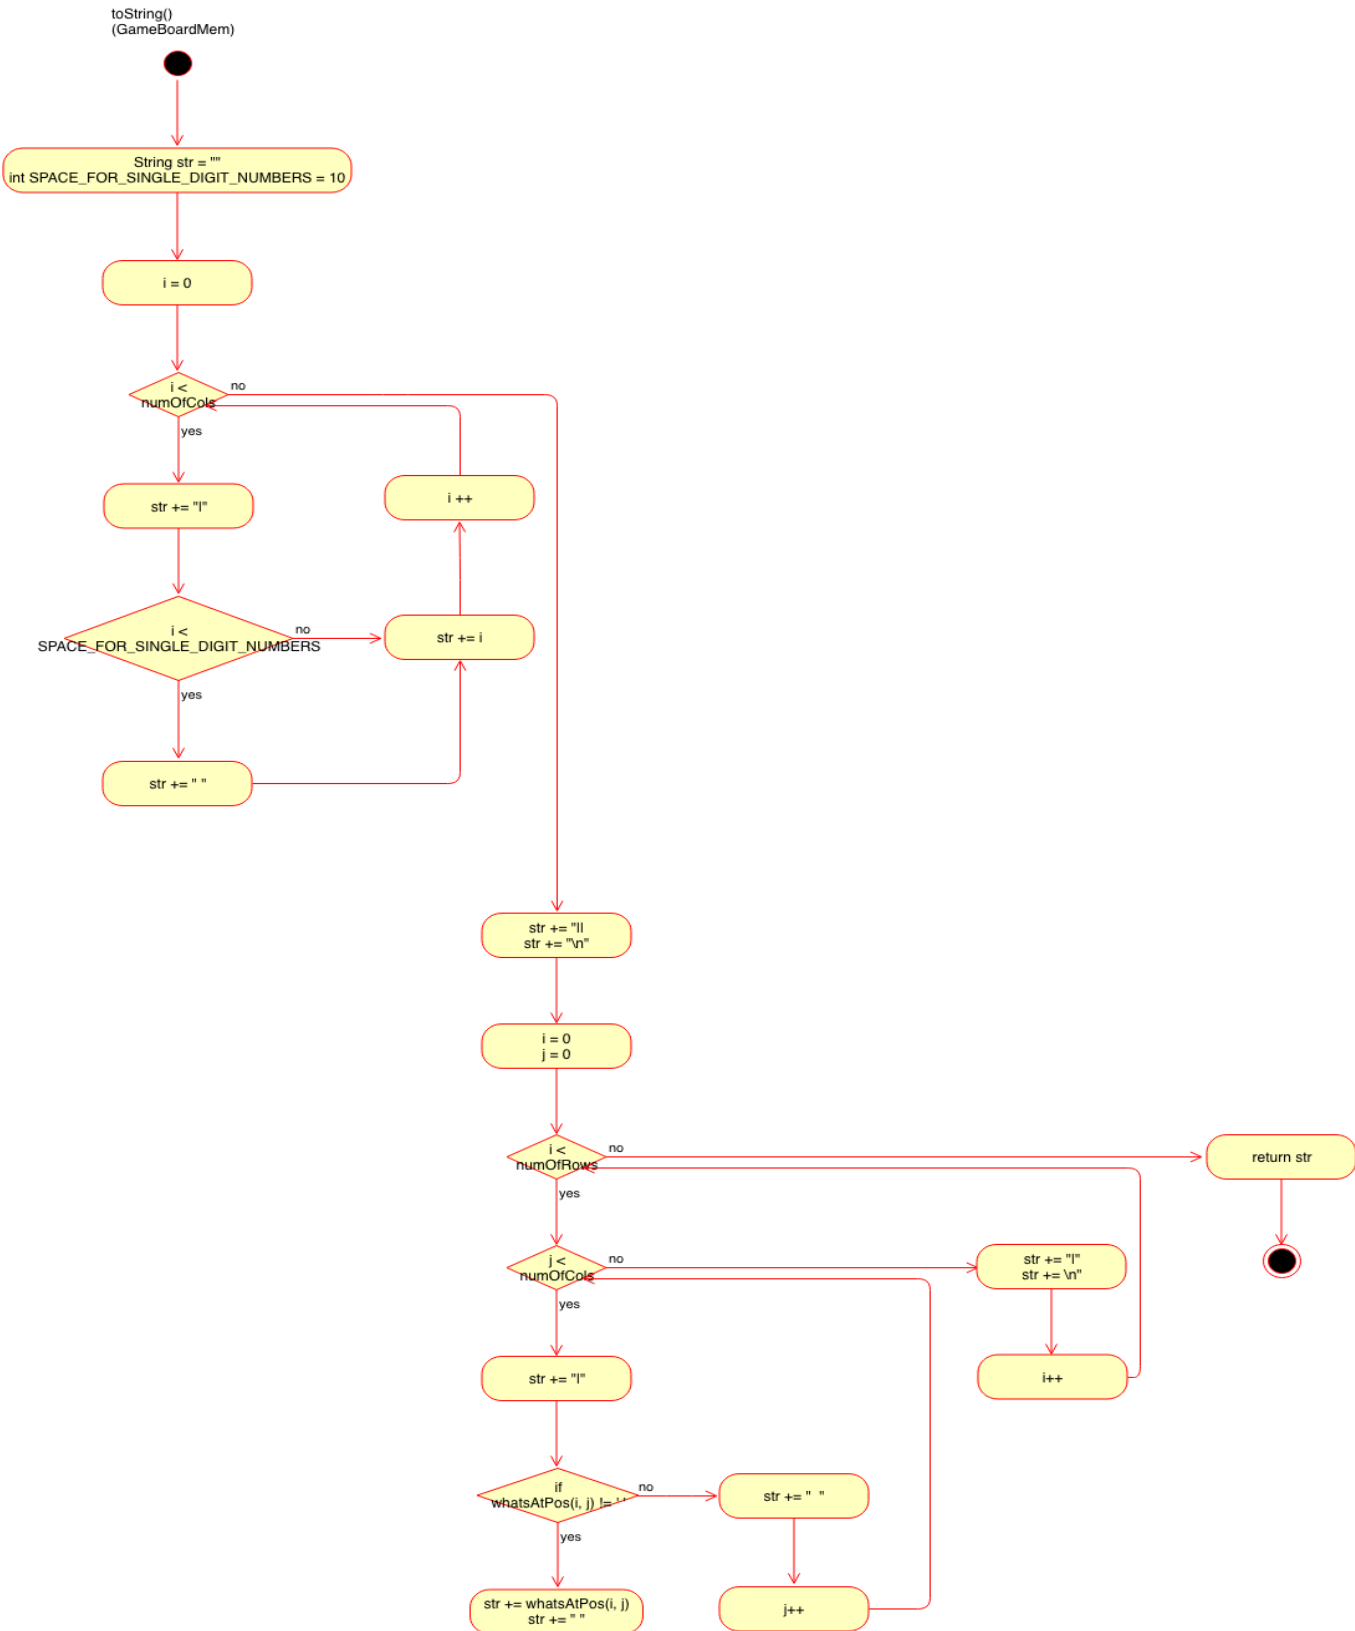 toString()
(GameBoardMem)
String str = ""
int SPACE_FOR_SINGLE_DIGIT_NUMBERS = 10
i = 0
i <
numOfCols
no
yes
str += "|"
i ++
i <
SPACE_FOR_SINGLE_DIGIT_NUMBERS
no
str += i
yes
str += " "
str += "||
str += "\n"
i = 0
j = 0
i <
numOfRows
no
return str
yes
j <
numOfCols
no
str += "|"
str += \n"
yes
i++
str += "|"
if
whatsAtPos(i, j) != ' '
no
str += "  "
yes
str += whatsAtPos(i, j)
str += " "
j++